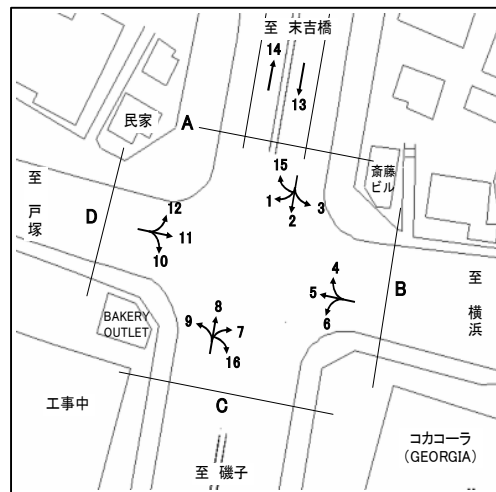 至 末吉橋
14
13
民家
A
斎藤
ビル
15
1
2
3
至 戸塚
D
12
11
10
4
5
6
B
至 横浜
BAKERY
OUTLET
9
8
7
16
C
工事中
至 磯子
コカコーラ
(GEORGIA)